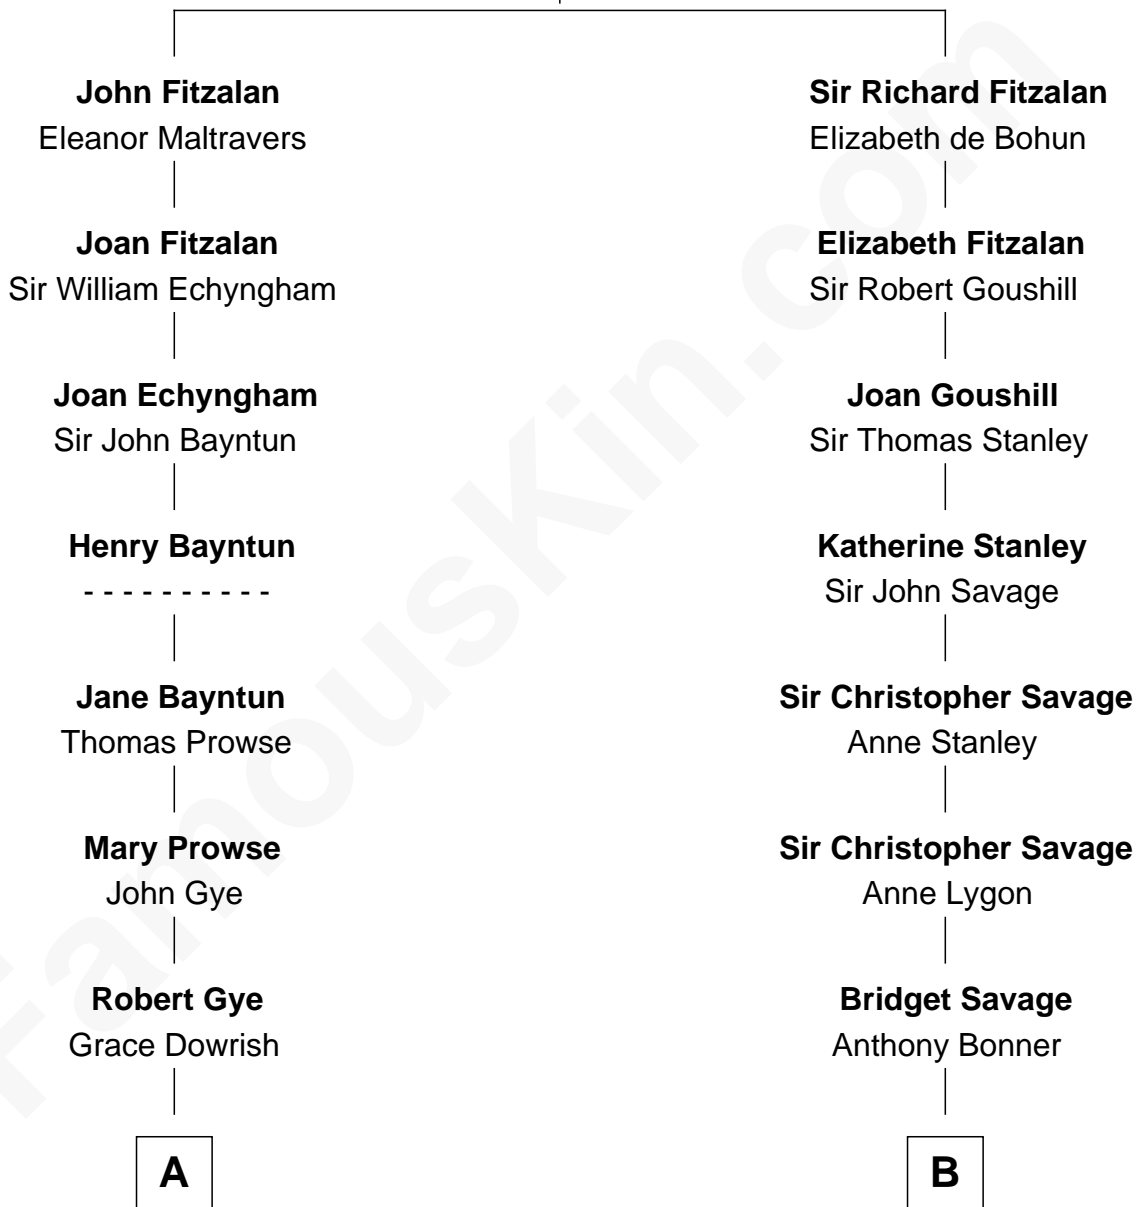 John Fitzalan
Eleanor Maltravers
Joan Fitzalan
Sir William Echyngham
Joan Echyngham
Sir John Bayntun
Henry Bayntun
- - - - - - - - - -
Jane Bayntun
Thomas Prowse
Mary Prowse
John Gye
Robert Gye
Grace Dowrish
A
Sir Richard Fitzalan
Elizabeth de Bohun
Elizabeth Fitzalan
Sir Robert Goushill
Joan Goushill
Sir Thomas Stanley
Katherine Stanley
Sir John Savage
Sir Christopher Savage
Anne Stanley
Sir Christopher Savage
Anne Lygon
Bridget Savage
Anthony Bonner
B
FamousKin.com